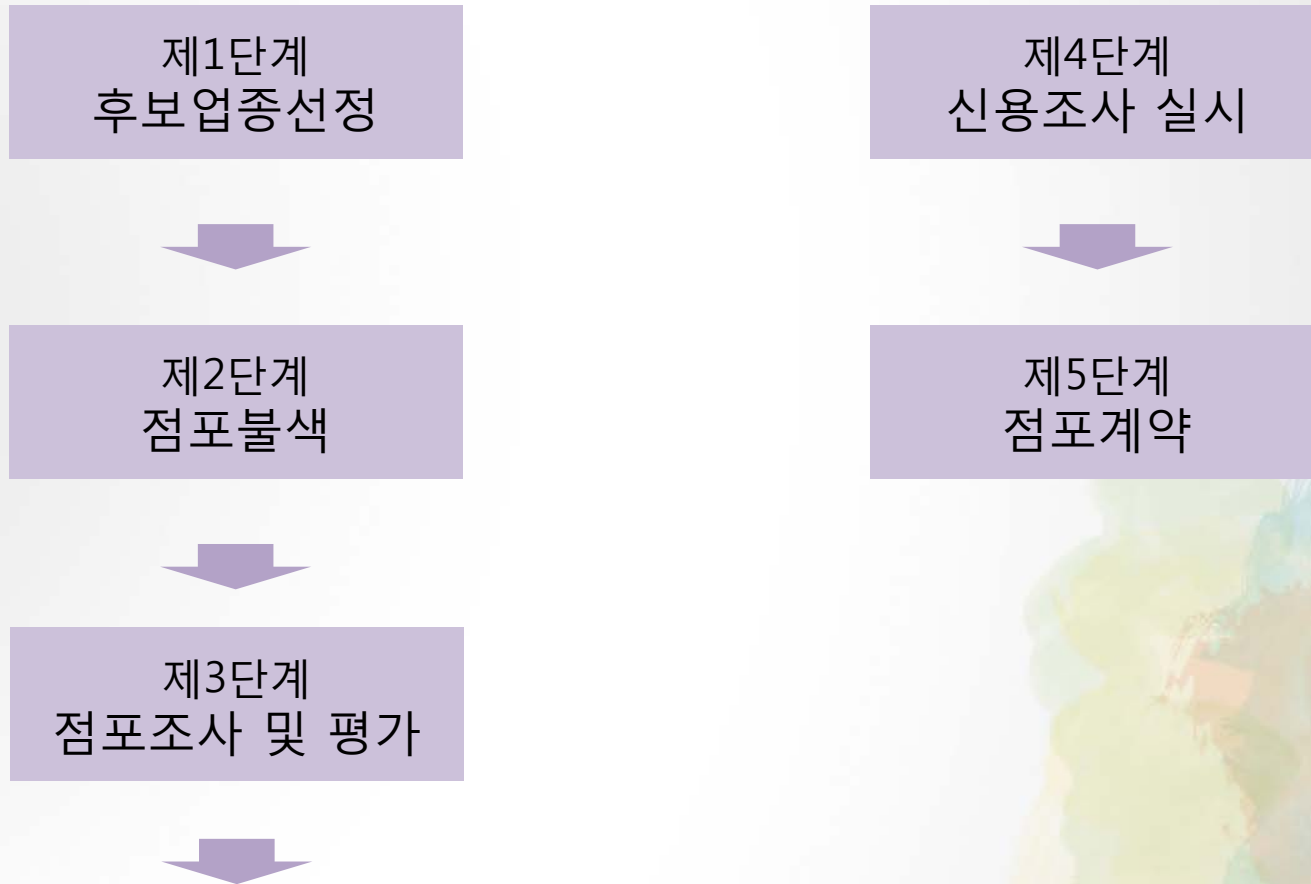 제1단계
후보업종선정
제2단계
점포불색
제3단계
점포조사 및 평가
제4단계
신용조사 실시
제5단계
점포계약